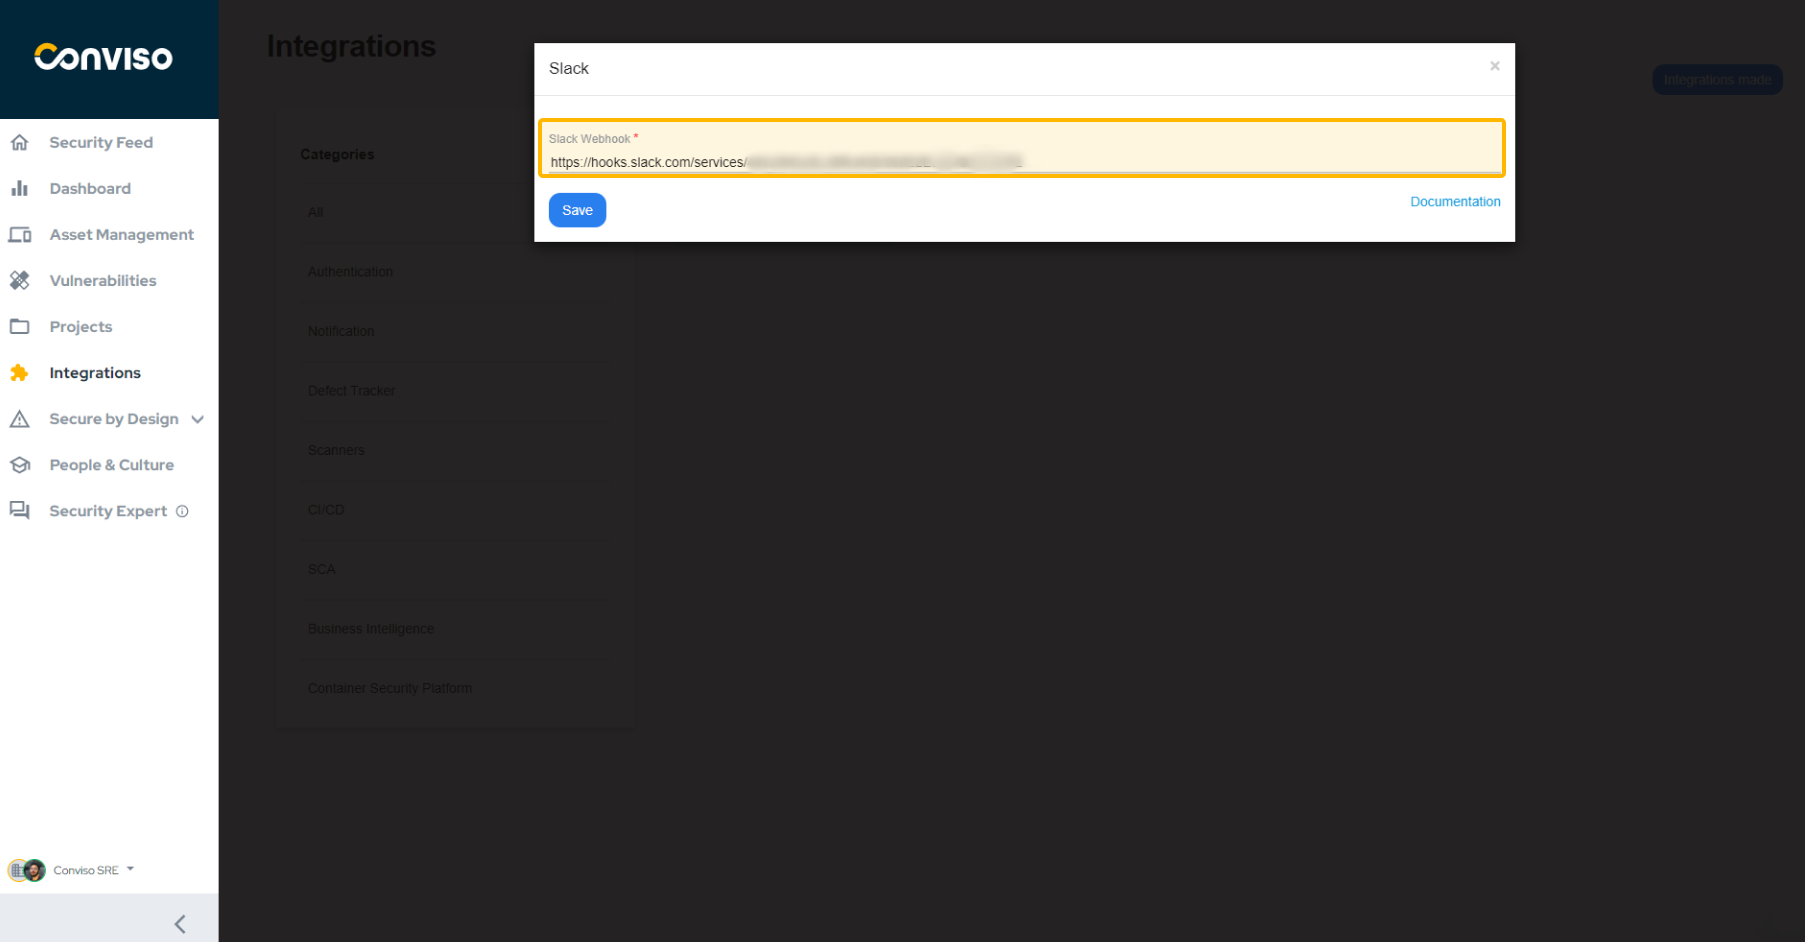 Conviso
Security Feed
Dashboard
Asset Management
Vulnerabilities
Projects
Integrations
Secure by Design
People & Culture
Security Expert
Conviso SRE
Integrations
Integrations made
Categories
All
Authentication
Notification
Defect Tracker
Scanners
CI/CD
SCA
Business Intelligence
Container Security Platform
Slack
×
Slack Webhook *
https://hooks.slack.com/services/
Save
Documentation